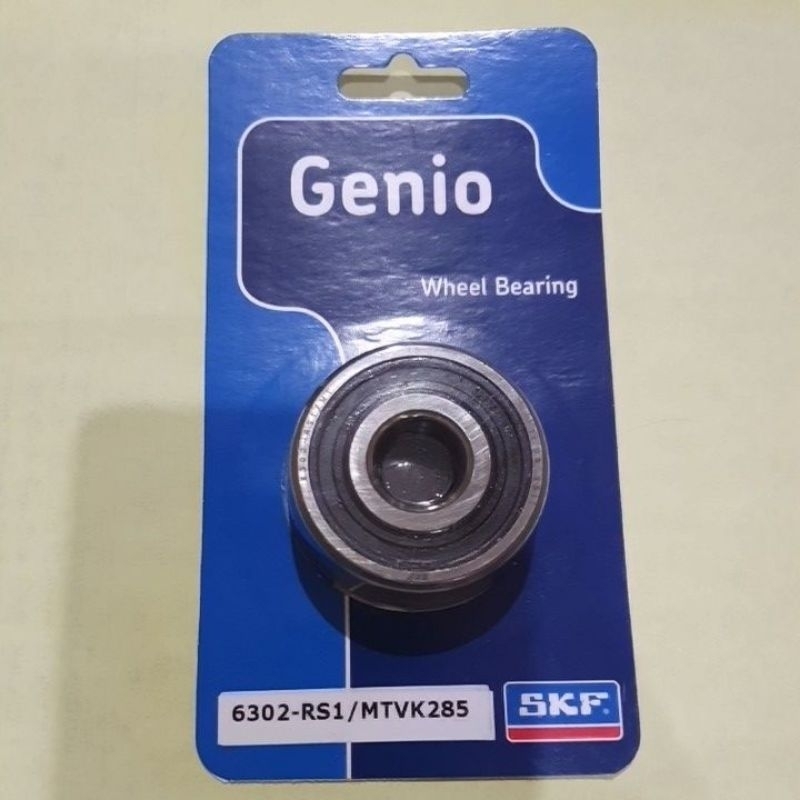 Genio
Wheel Bearing
6302-RS1/MTVK285
SKF